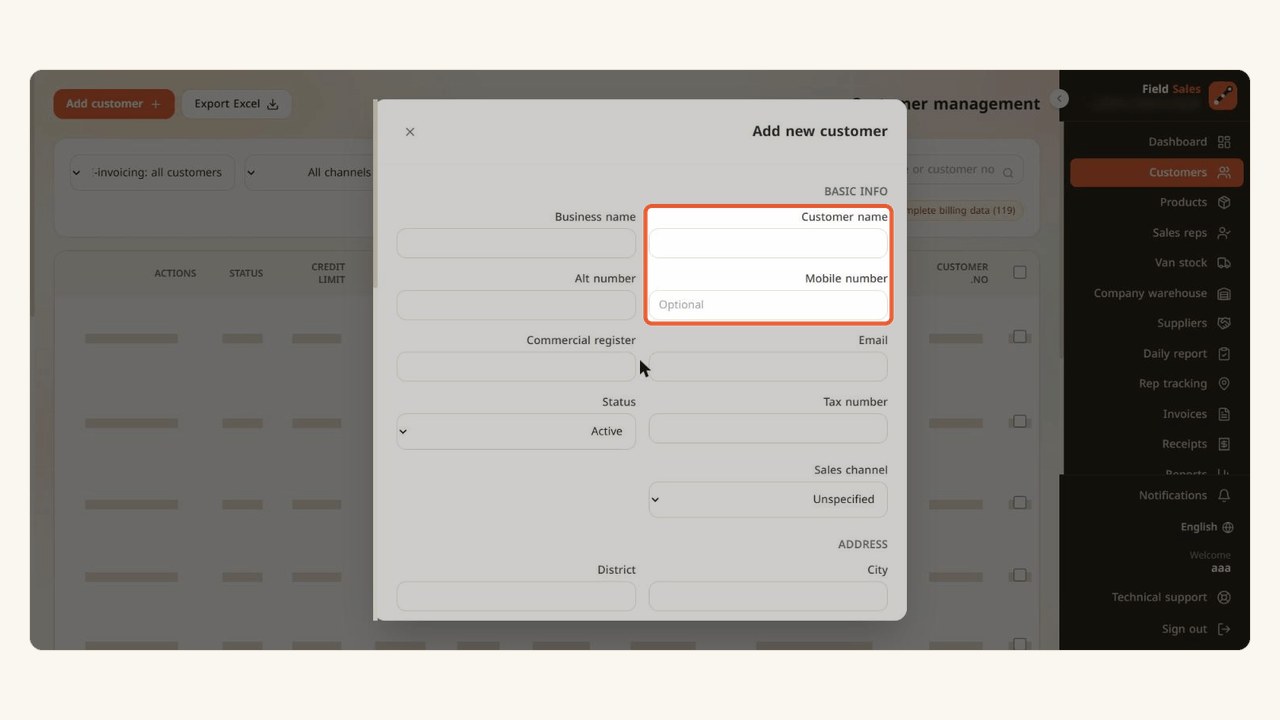 Field Sales
Add customer
Export Excel
mer management
Add new customer
Dashboard
Customers
Products
Sales reps
Van stock
Company warehouse
Suppliers
Daily report
Rep tracking
Invoices
Receipts
Reports
Notifications
English
Welcome
aaa
Technical support
Sign out
-invoicing: all customers
All channels
or customer no
mplete billing data (119)
BASIC INFO
Customer name
Business name
Mobile number
Optional
Alt number
Email
Commercial register
Tax number
Status
Active
Sales channel
Unspecified
ADDRESS
City
District
ACTIONS
STATUS
CREDIT
LIMIT
CUSTOMER
.NO